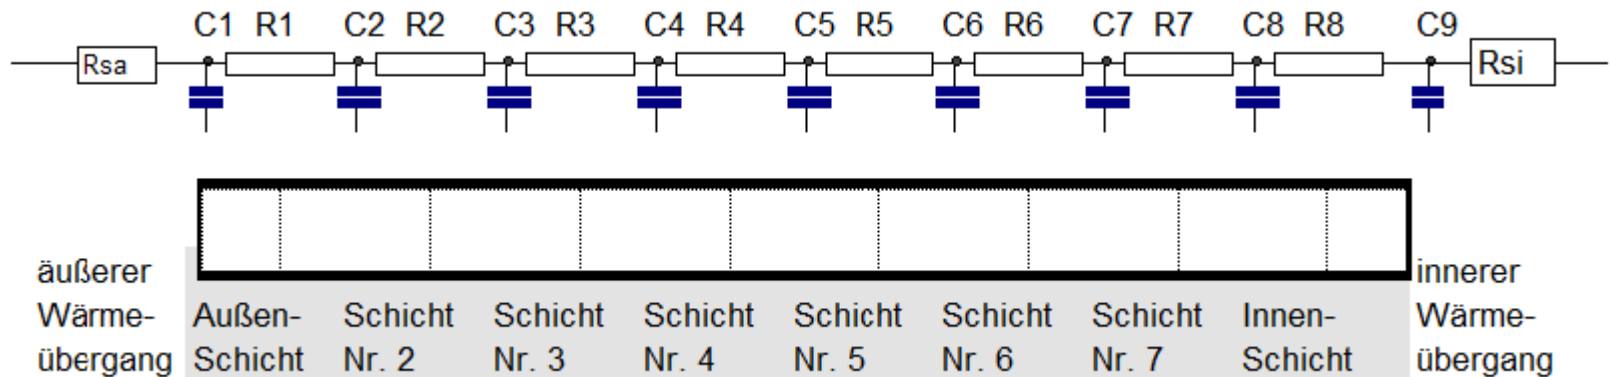 C1 R1 C2 R2 C3 R3 C4 R4 C5 R5 C6 R6 C7 R7 C8 R8 C9
Rsa Rsi
äußerer innerer
Wärme- Außen- Schicht Schicht Schicht Schicht Schicht Schicht Innen- Wärme-
übergang Schicht Nr. 2 Nr. 3 Nr. 4 Nr. 5 Nr. 6 Nr. 7 Schicht übergang